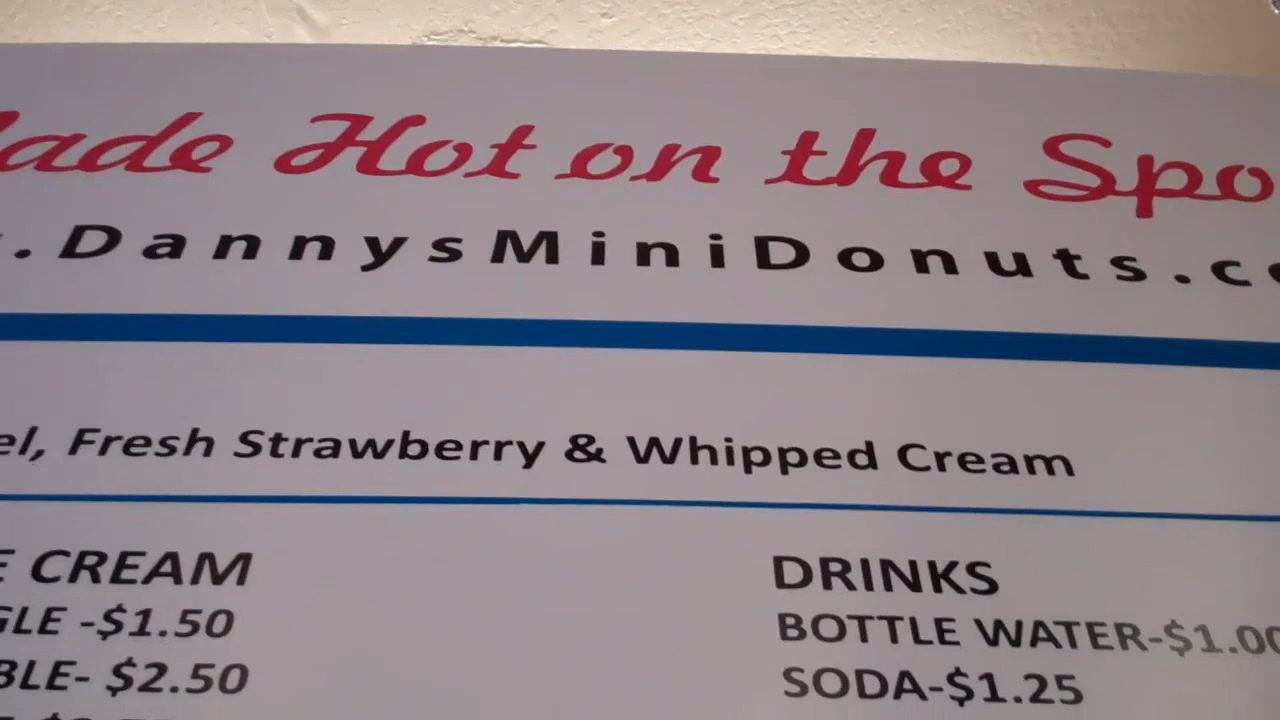 ade Hot on the Spo
.DannysMiniDonuts.c
el, Fresh Strawberry & Whipped Cream
E CREAM
GLE -$1.50
BLE- $2.50
DRINKS
BOTTLE WATER-$1.00
SODA-$1.25